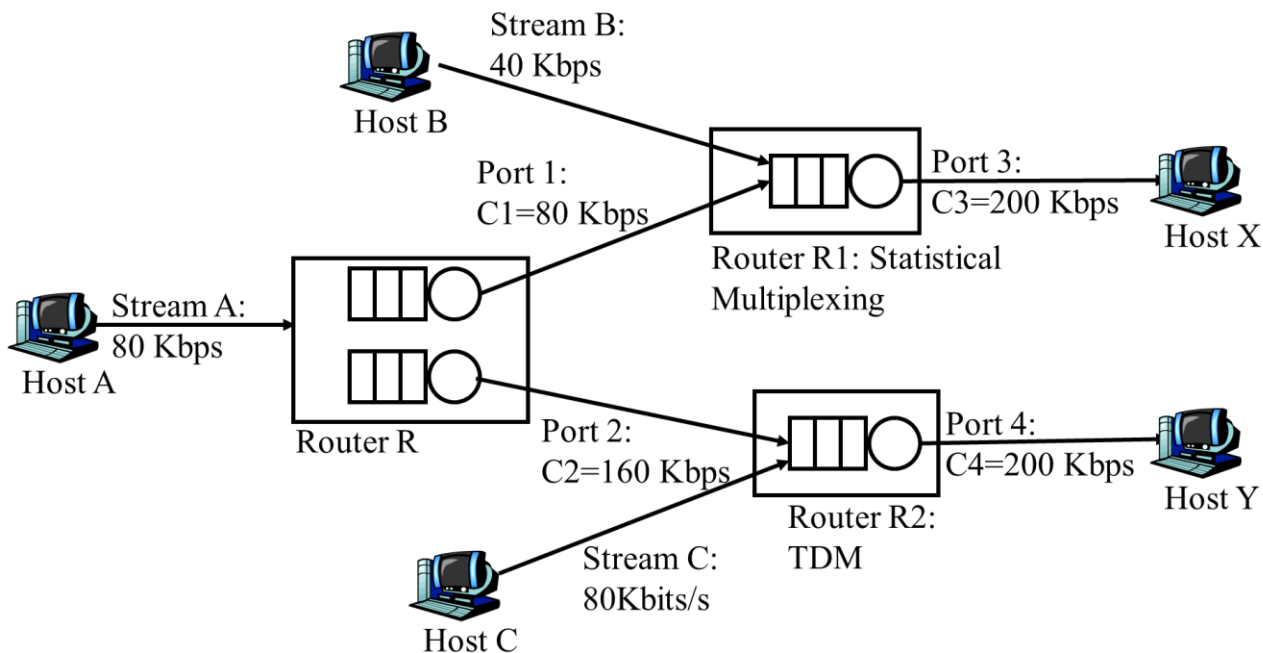 Stream B:
40 Kbps
Host B
Port 1:
C1=80 Kbps
Port 3:
C3=200 Kbps
Host X
Router R1: Statistical
Multiplexing
Stream A:
80 Kbps
Host A
Router R
Port 2:
C2=160 Kbps
Port 4:
C4=200 Kbps
Host Y
Router R2:
TDM
Stream C:
80Kbits/s
Host C